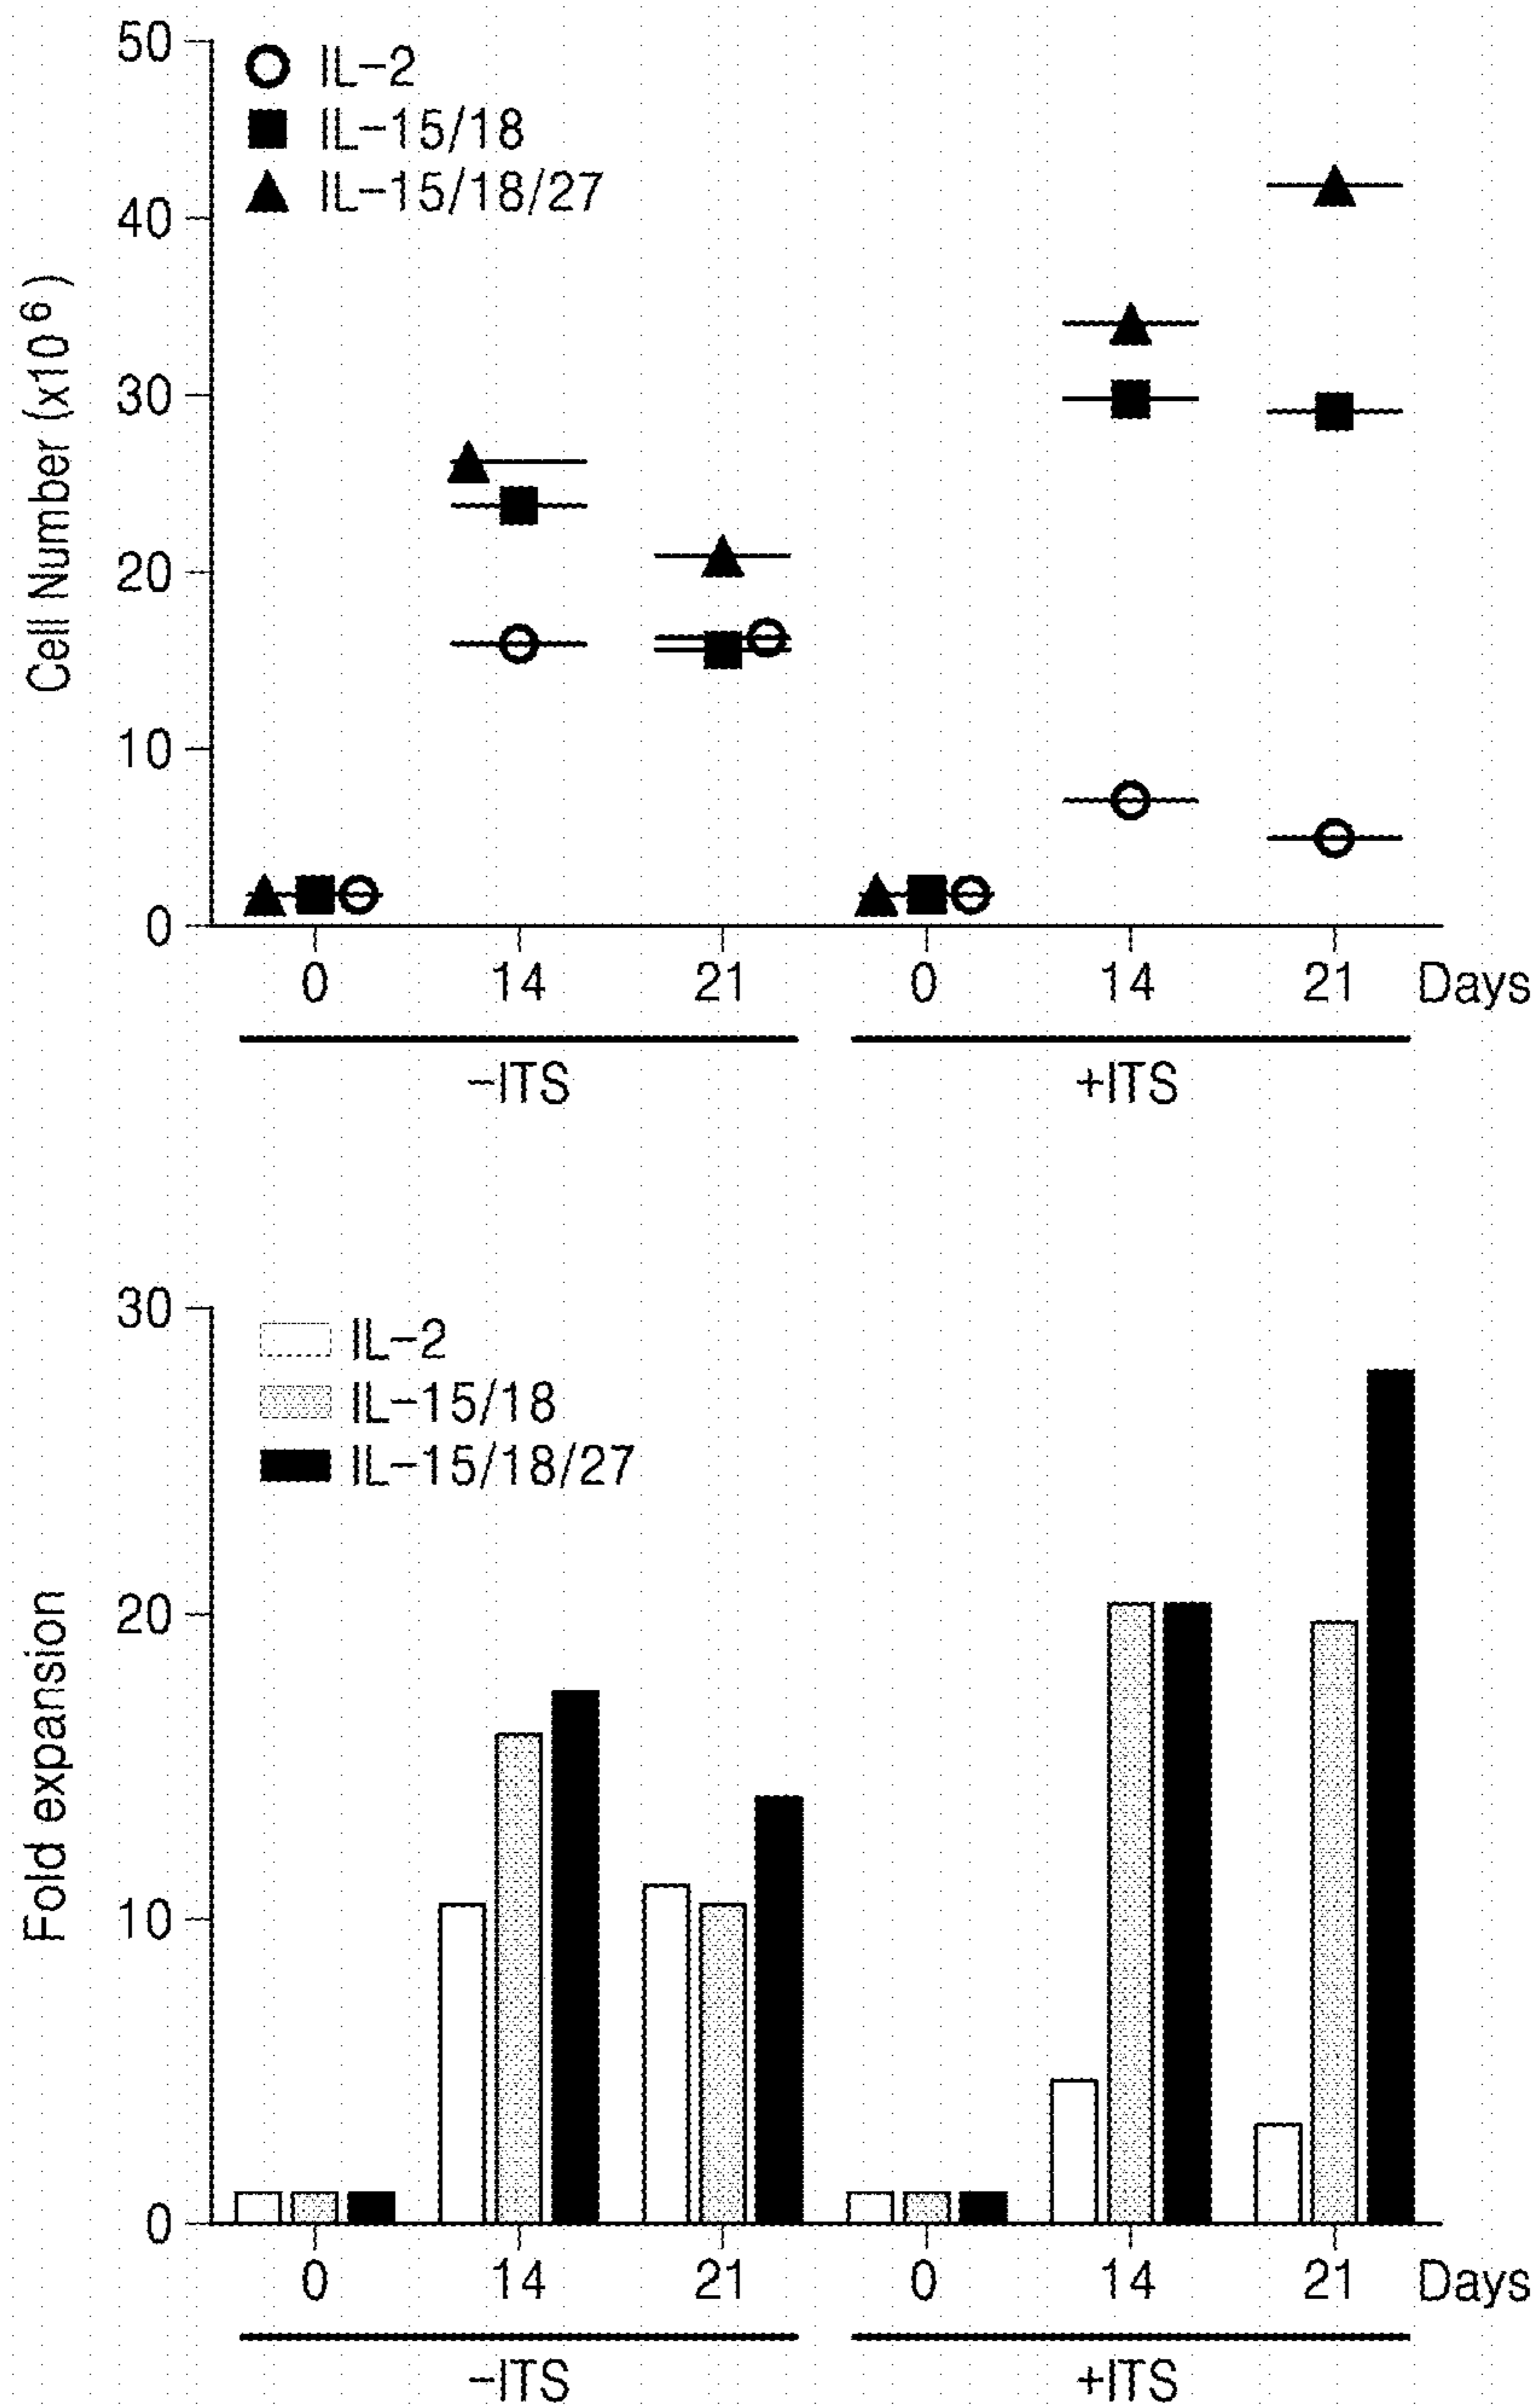 50
40
30
20
10
0
Cell Number (x10 6)
IL-2
IL-15/18
IL-15/18/27
0 14 21 0 14 21 Days
-ITS +ITS
30
20
10
0
Fold expansion
IL-2
IL-15/18
IL-15/18/27
0 14 21 0 14 21 Days
-ITS +ITS